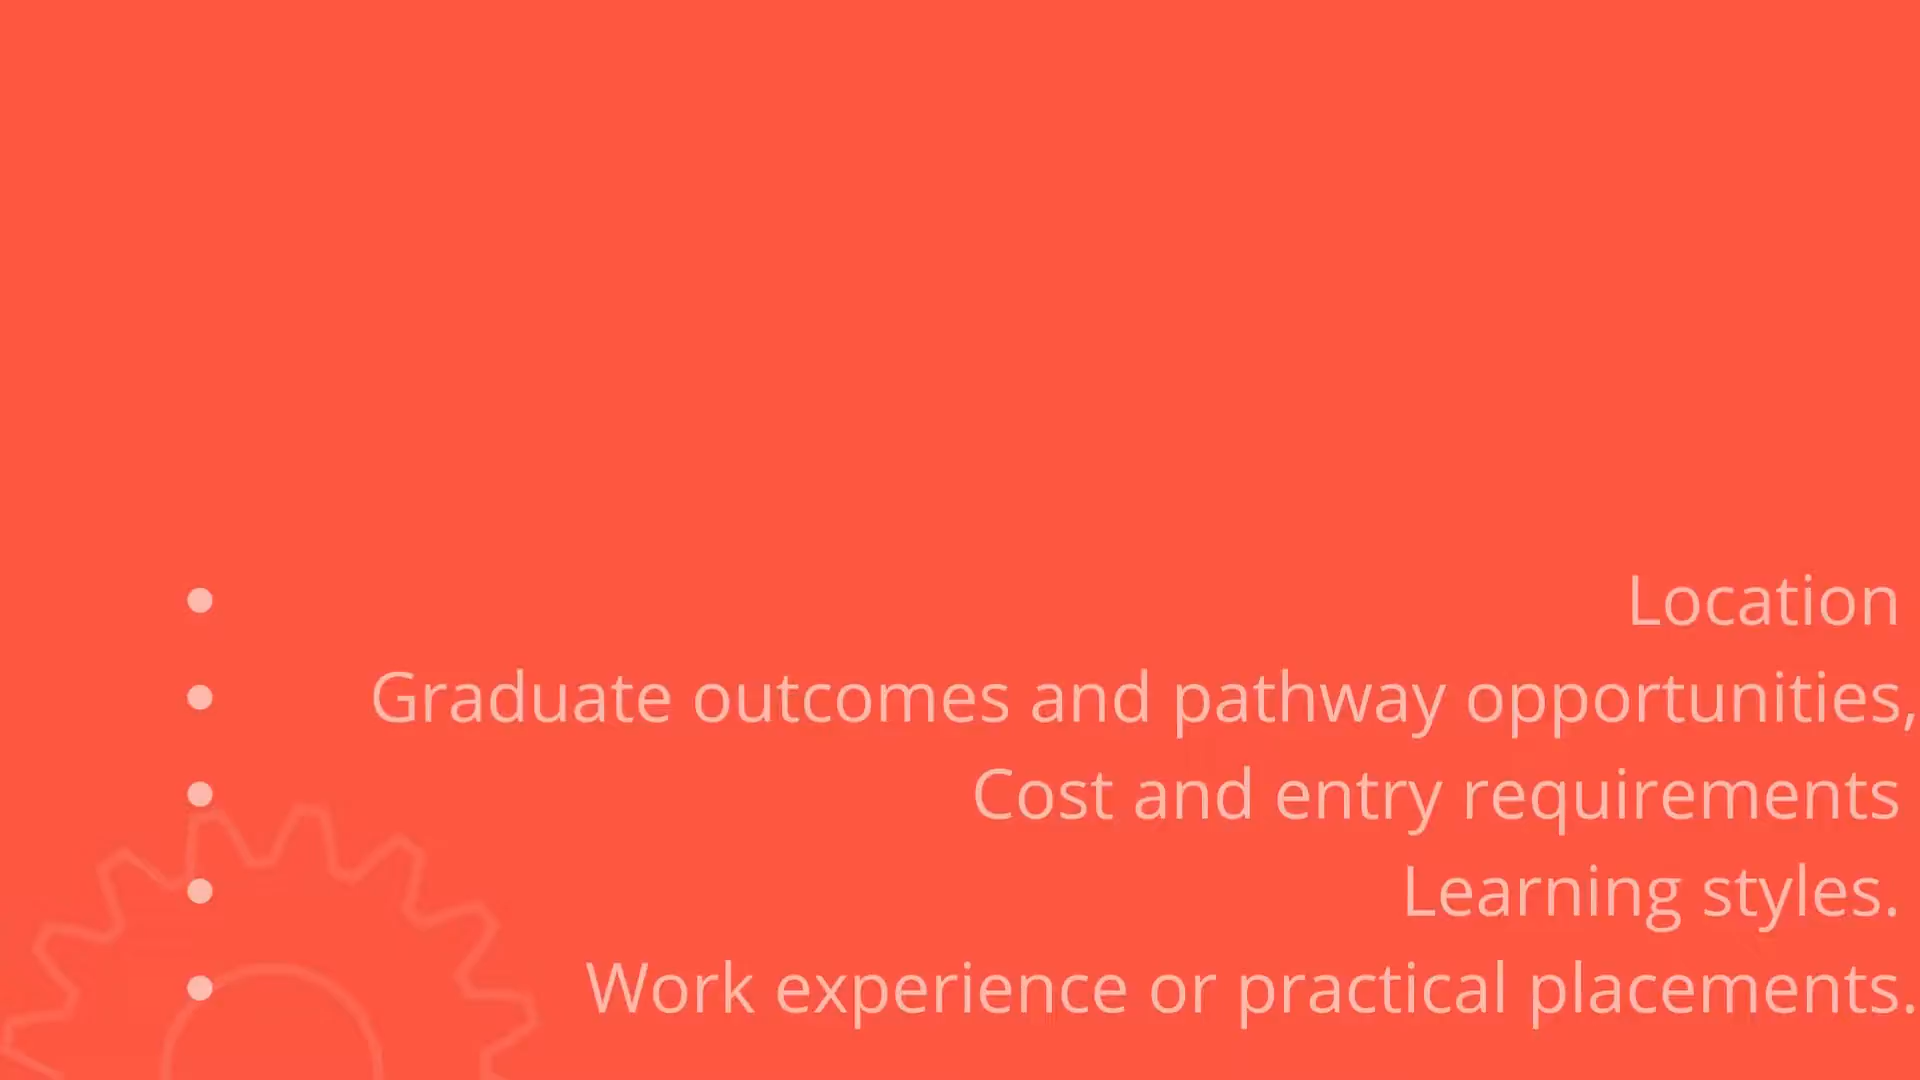 • Location
• Graduate outcomes and pathway opportunities,
• Cost and entry requirements
• Learning styles.
• Work experience or practical placements.